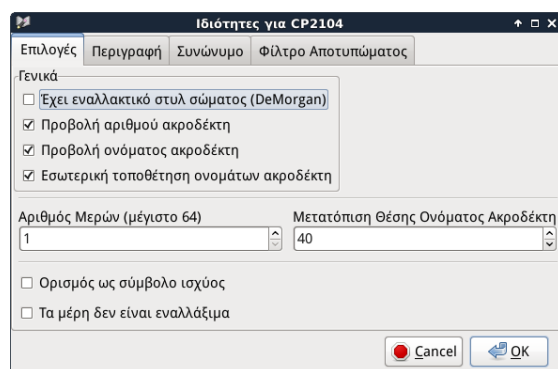 Ιδιότητες για CP2104
Επιλογές Περιγραφή Συνώνυμο Φίλτρο Αποτυπώματος
Γενικά
Έχει εναλλακτικό στυλ σώματος (DeMorgan)
Προβολή αριθμού ακροδέκτη
Προβολή ονόματος ακροδέκτη
Εσωτερική τοποθέτηση ονομάτων ακροδέκτη
Αριθμός Μερών (μέγιστο 64) Μετατόπιση Θέσης Ονόματος Ακροδέκτη
1 40
Ορισμός ως σύμβολο ισχύος
Τα μέρη δεν είναι εναλλάξιμα
Cancel OK